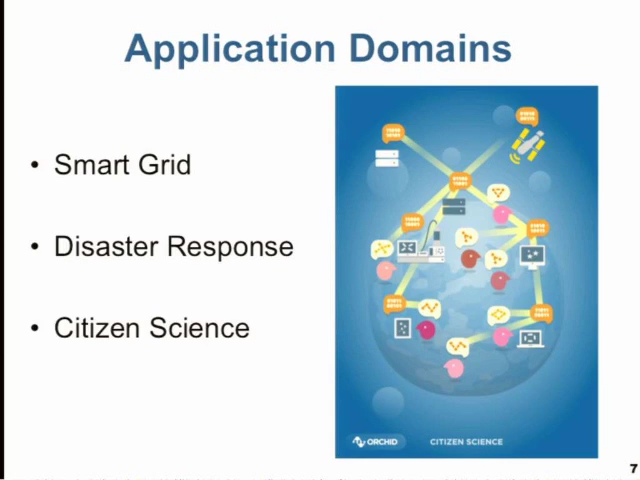 Application Domains
• Smart Grid
• Disaster Response
• Citizen Science
ORCHID
CITIZEN SCIENCE
7